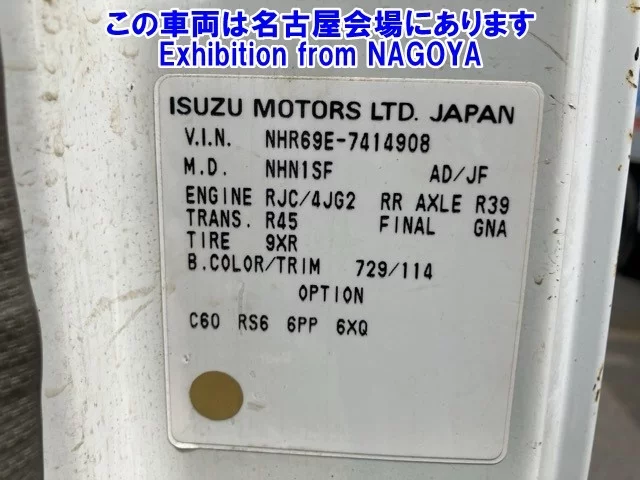 この車両は名古屋会場にあります
Exhibition from NAGOYA
ISUZU MOTORS LTD. JAPAN
V.I.N. NHR69E-7414908
M.D. NHN1SF AD/JF
ENGINE RJC/4JG2 RR AXLE R39
TRANS. R45 FINAL GNA
TIRE 9XR
B.COLOR/TRIM 729/114
OPTION
C60 RS6 6PP 6XQ